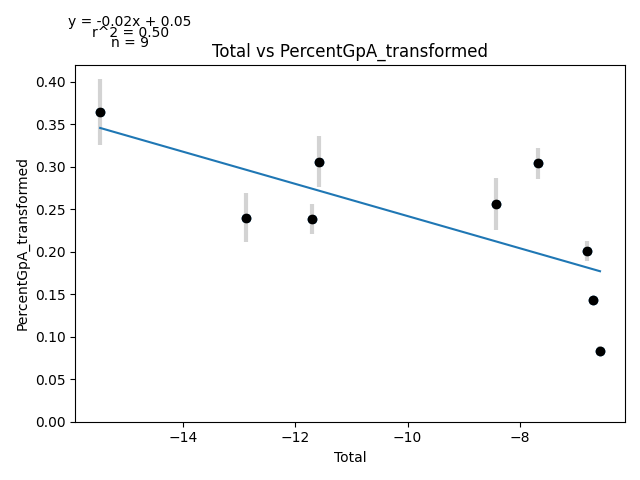 y = -0.02x + 0.05
r^2 = 0.50
n = 9
Total vs PercentGpA_transformed
0.40
0.35
0.30
0.25
0.20
0.15
0.10
0.05
0.00
PercentGpA_transformed
−14
−12
−10
−8
Total